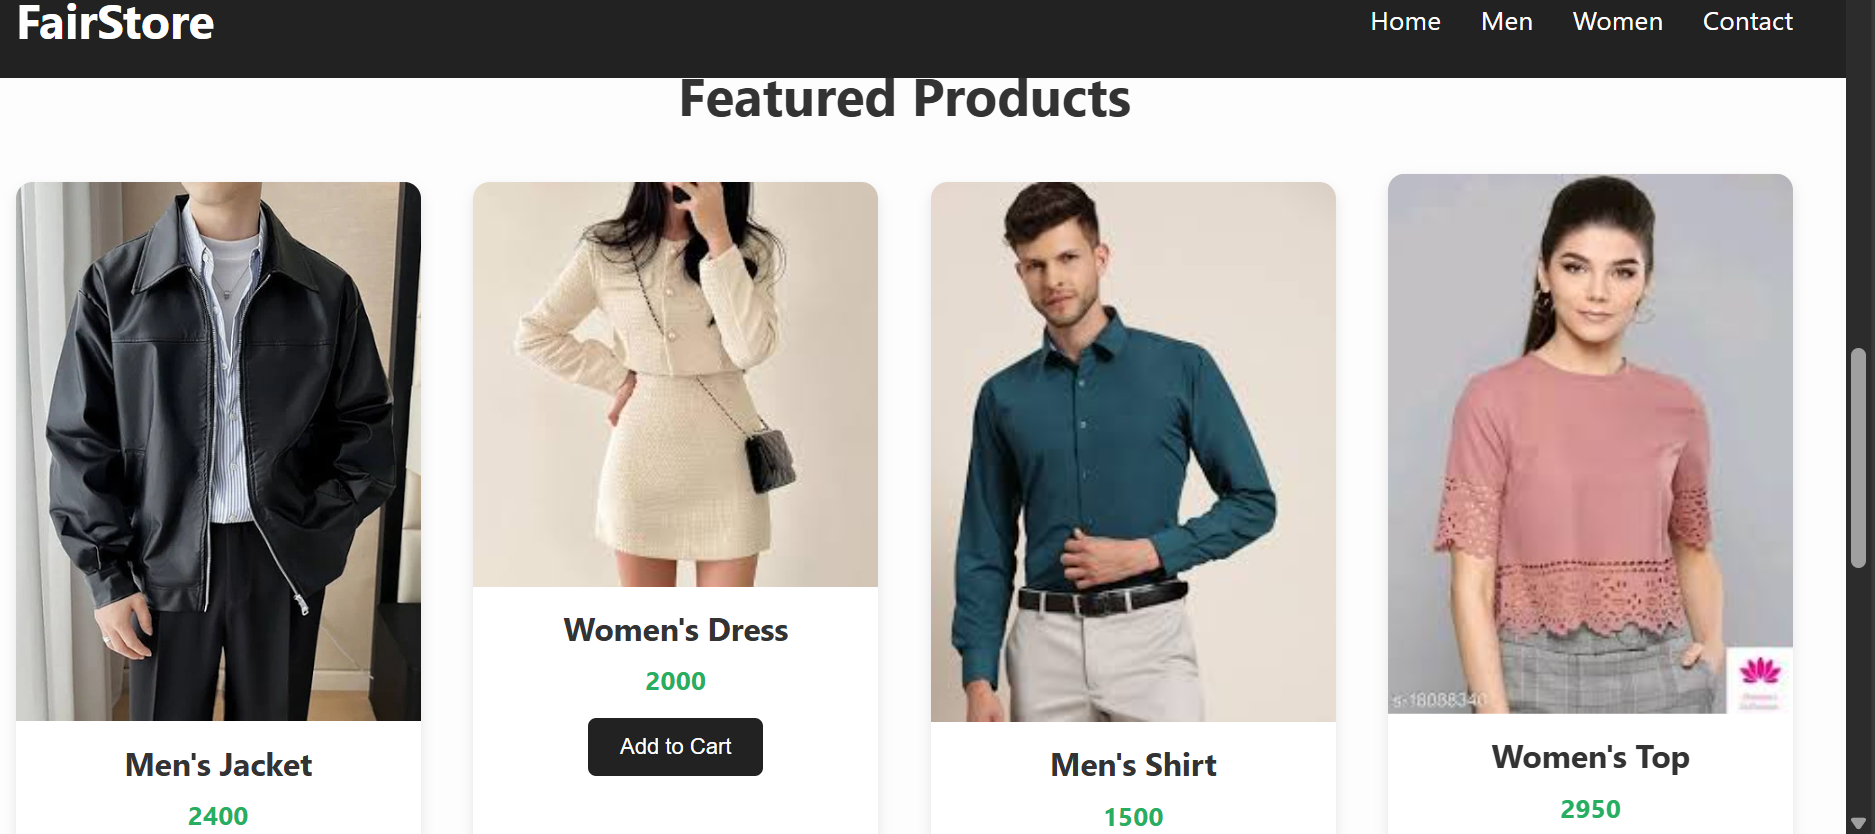 FairStore
Home Men Women Contact
Featured Products
s-18088340
Men's Jacket
2400
Women's Dress
2000
Add to Cart
Men's Shirt
1500
Women's Top
2950